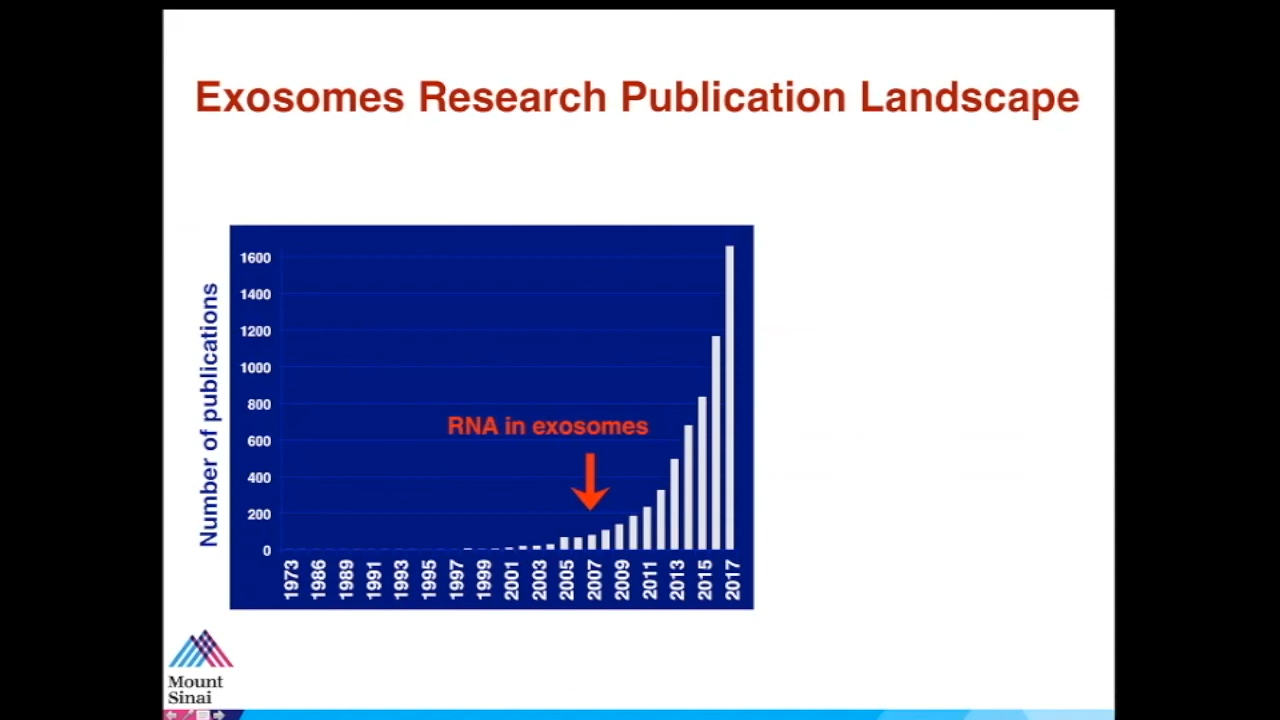 Exosomes Research Publication Landscape
Number of publications
1600
1400
1200
1000
800
600
400
200
0
RNA in exosomes
1973 1986 1989 1991 1993 1995 1997 1999 2001 2003 2005 2007 2009 2011 2013 2015 2017
Mount
Sinai